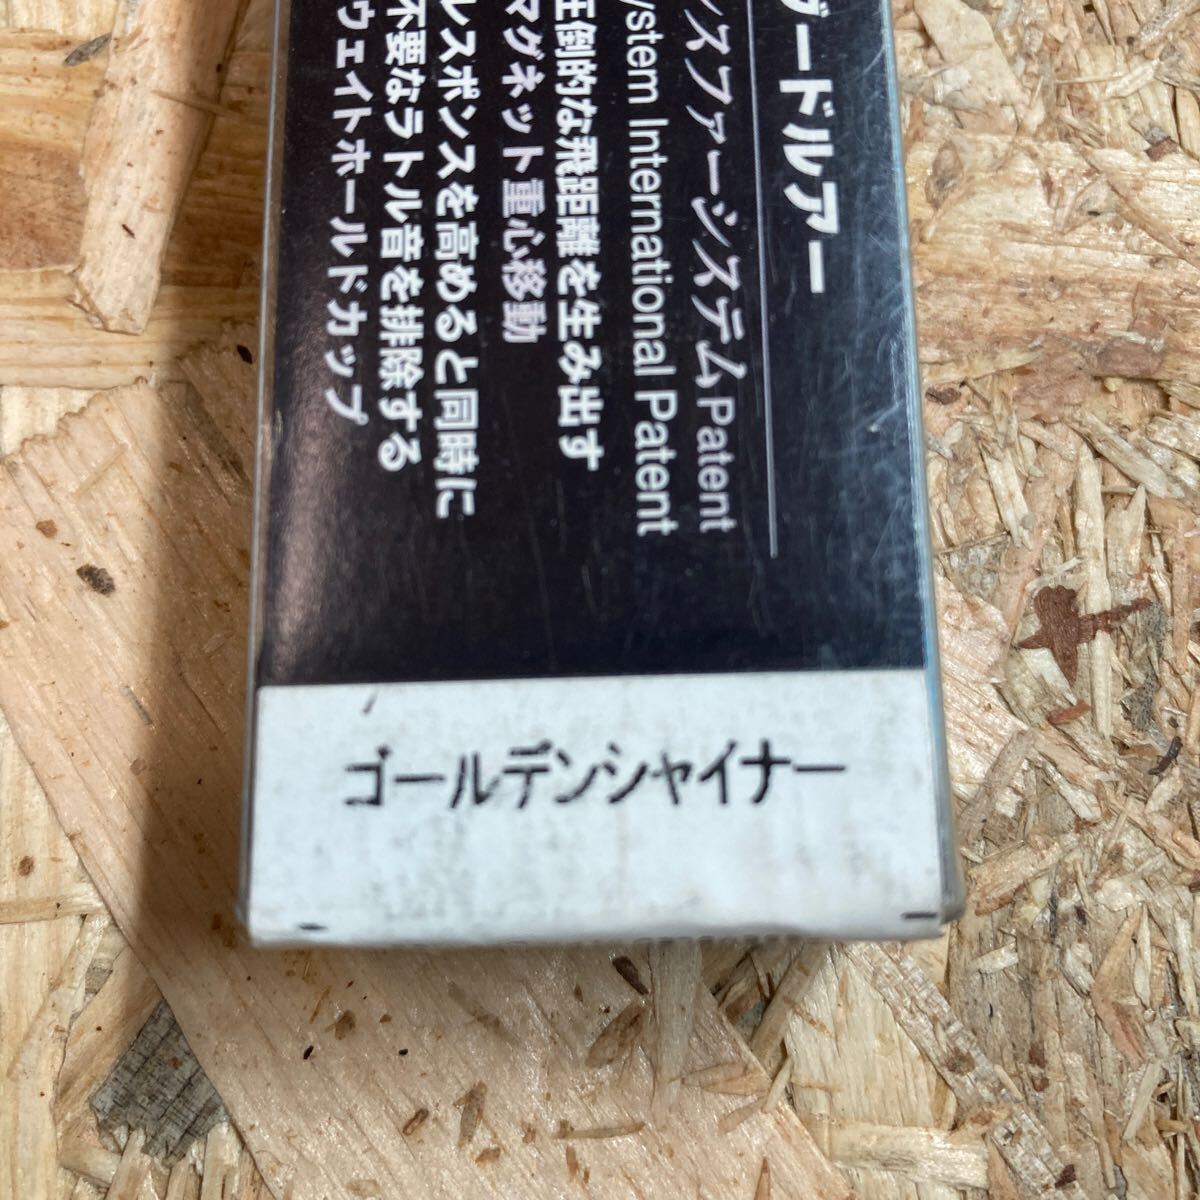 ードルアー
ンスファーシステム Patent
ystem International Patent
圧倒的な飛距離を生み出す
マグネット重心移動
レスポンスを高めると同時に
不要なラトル音を排除する
ウェイトホールドカップ
ゴールデンシャイナー